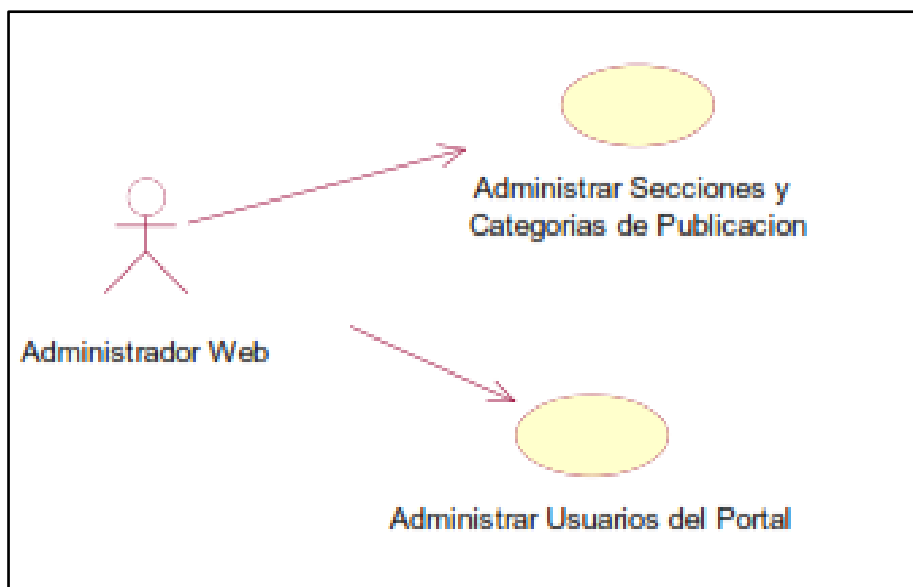 Administrar Secciones y
Categorias de Publicacion
Administrador Web
Administrar Usuarios del Portal